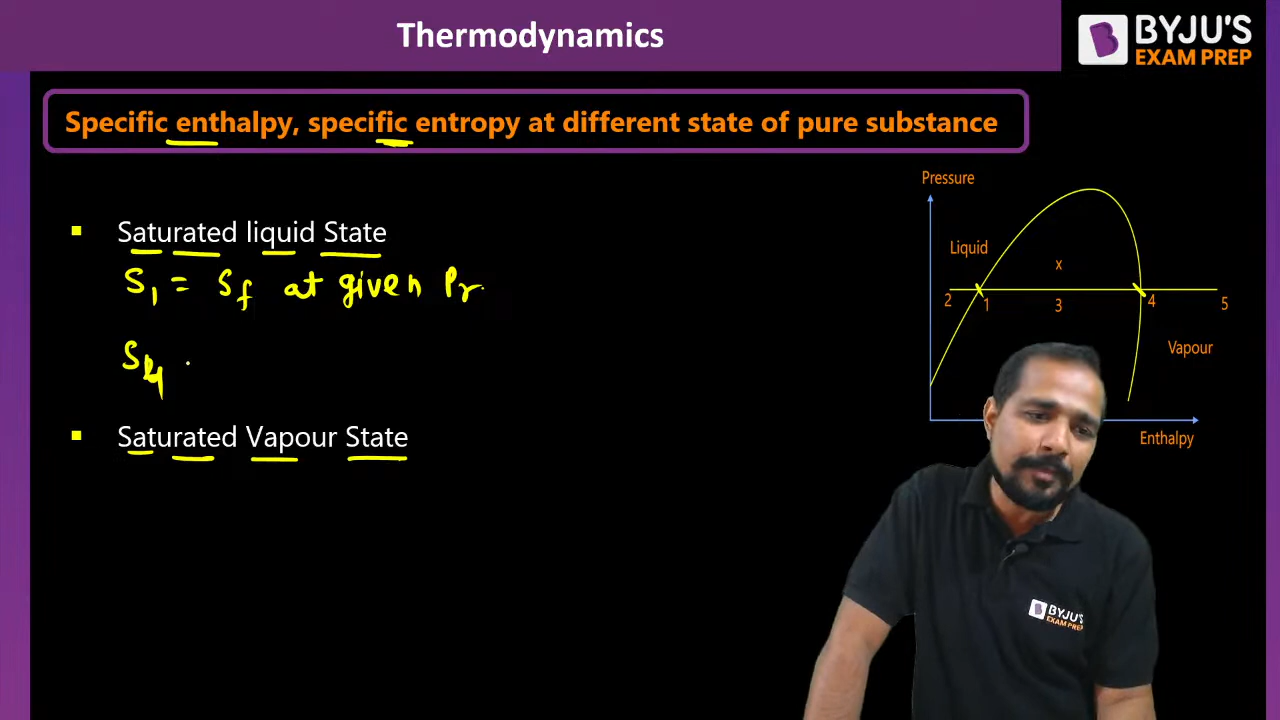 Thermodynamics
BYJU'S
EXAM PREP
Specific enthalpy, specific entropy at different state of pure substance
Pressure
▪ Saturated liquid State
Liquid
S₁ = Sf at given Pr.
x
2 1 3 4 5
Vapour
▪ Saturated Vapour State
Enthalpy
BYJU'S
EXAM PREP